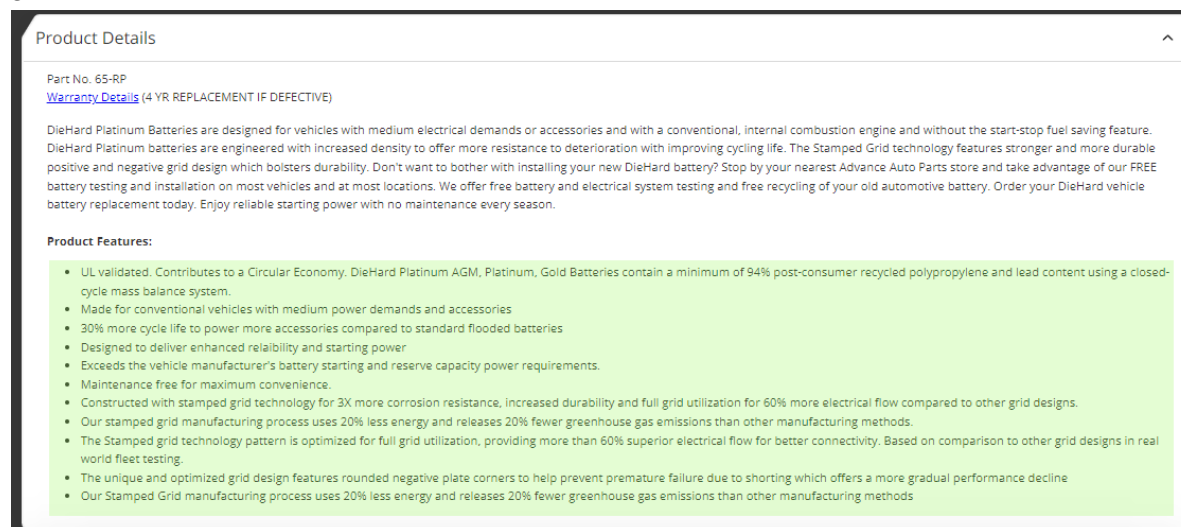 Product Details
Part No. 65-RP
Warranty Details (4 YR REPLACEMENT IF DEFECTIVE)
DieHard Platinum Batteries are designed for vehicles with medium electrical demands or accessories and with a conventional, internal combustion engine and without the start-stop fuel saving feature.
DieHard Platinum batteries are engineered with increased density to offer more resistance to deterioration with improving cycling life. The Stamped Grid technology features stronger and more durable
positive and negative grid design which bolsters durability. Don't want to bother with installing your new DieHard battery? Stop by your nearest Advance Auto Parts store and take advantage of our FREE
battery testing and installation on most vehicles and at most locations. We offer free battery and electrical system testing and free recycling of your old automotive battery. Order your DieHard vehicle
battery replacement today. Enjoy reliable starting power with no maintenance every season.
Product Features:
• UL validated. Contributes to a Circular Economy. DieHard Platinum AGM, Platinum, Gold Batteries contain a minimum of 94% post-consumer recycled polypropylene and lead content using a closed-
cycle mass balance system.
• Made for conventional vehicles with medium power demands and accessories
• 30% more cycle life to power more accessories compared to standard flooded batteries
• Designed to deliver enhanced relaibility and starting power
• Exceeds the vehicle manufacturer's battery starting and reserve capacity power requirements.
• Maintenance free for maximum convenience.
• Constructed with stamped grid technology for 3X more corrosion resistance, increased durability and full grid utilization for 60% more electrical flow compared to other grid designs.
• Our stamped grid manufacturing process uses 20% less energy and releases 20% fewer greenhouse gas emissions than other manufacturing methods.
• The Stamped grid technology pattern is optimized for full grid utilization, providing more than 60% superior electrical flow for better connectivity. Based on comparison to other grid designs in real
world fleet testing.
• The unique and optimized grid design features rounded negative plate corners to help prevent premature failure due to shorting which offers a more gradual performance decline
• Our Stamped Grid manufacturing process uses 20% less energy and releases 20% fewer greenhouse gas emissions than other manufacturing methods